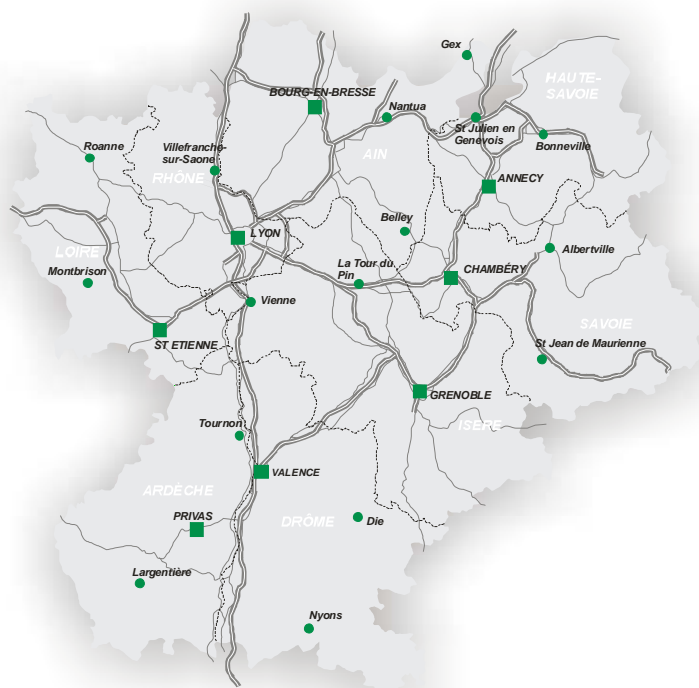 Gex
HAUTE-
SAVOIE
BOURG-EN-BRESSE
Nantua
St Julien en
Genevois
Bonneville
Roanne
Villefranche-
sur-Saone
AIN
RHÔNE
ANNECY
Belley
LYON
LOIRE
Albertville
La Tour du
Pin
CHAMBÉRY
Montbrison
Vienne
SAVOIE
ST ETIENNE
St Jean de Maurienne
GRENOBLE
Tournon
ISÈRE
VALENCE
ARDÈCHE
PRIVAS
DRÔME
Die
Largentière
Nyons